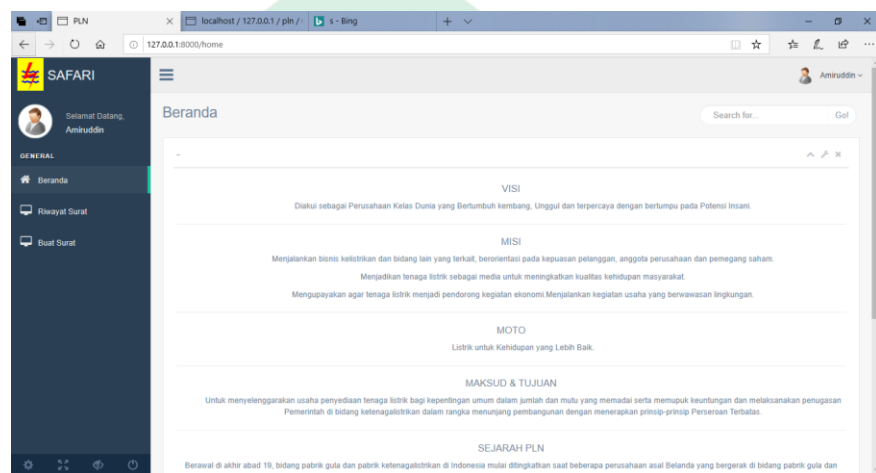 PLN
localhost / 127.0.0.1 / pln /
s - Bing
127.0.0.1:8000/home
SAFARI
Amiruddin
Selamat Datang,
Amiruddin
Beranda
Search for...
Go!
GENERAL
Beranda
Riwayat Surat
Buat Surat
VISI
Diakui sebagai Perusahaan Kelas Dunia yang Bertumbuh kembang, Unggul dan terpercaya dengan bertumpu pada Potensi Insani.
MISI
Menjalankan bisnis kelistrikan dan bidang lain yang terkait, berorientasi pada kepuasan pelanggan, anggota perusahaan dan pemegang saham.
Menjadikan tenaga listrik sebagai media untuk meningkatkan kualitas kehidupan masyarakat.
Mengupayakan agar tenaga listrik menjadi pendorong kegiatan ekonomi.Menjalankan kegiatan usaha yang berwawasan lingkungan.
MOTO
Listrik untuk Kehidupan yang Lebih Baik.
MAKSUD & TUJUAN
Untuk menyelenggarakan usaha penyediaan tenaga listrik bagi kepentingan umum dalam jumlah dan mutu yang memadai serta memupuk keuntungan dan melaksanakan penugasan
Pemerintah di bidang ketenagalistrikan dalam rangka menunjang pembangunan dengan menerapkan prinsip-prinsip Perseroan Terbatas.
SEJARAH PLN
Berawal di akhir abad 19, bidang pabrik gula dan pabrik ketenagalistrikan di Indonesia mulai ditingkatkan saat beberapa perusahaan asal Belanda yang bergerak di bidang pabrik gula dan